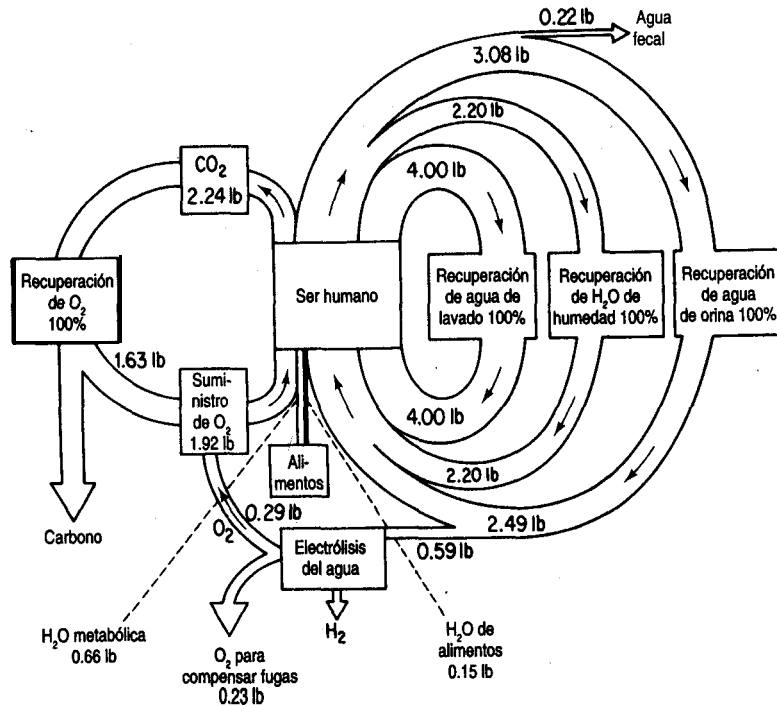 0.22 lb
Agua
fecal
3.08 lb
2.20 lb
4.00 lb
CO₂
2.24 lb
Recuperación
de O₂
100%
Ser humano
Recuperación
de agua de
lavado 100%
Recuperación
de H₂O de
humedad 100%
Recuperación
de agua
de orina 100%
1.63 lb
Sumi-
nistro
de O₂
1.92 lb
4.00 lb
2.20 lb
Ali-
mentos
2.49 lb
0.29 lb
O₂
0.59 lb
Carbono
Electrólisis
del agua
H₂
H₂O metabólica
0.66 lb
O₂ para
compensar fugas
0.23 lb
H₂O de
alimentos
0.15 lb